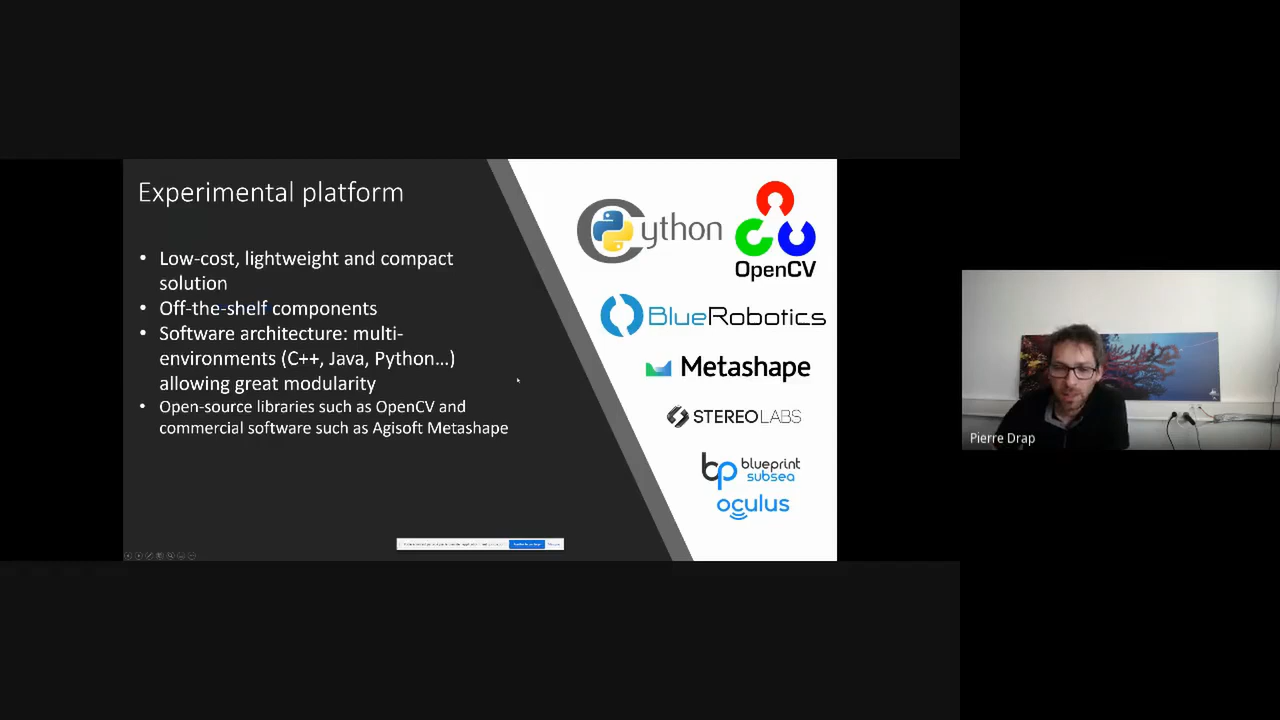 Experimental platform
• Low-cost, lightweight and compact
solution
• Off-the-shelf components
• Software architecture: multi-
environments (C++, Java, Python...)
allowing great modularity
• Open-source libraries such as OpenCV and
commercial software such as Agisoft Metashape
Cython
OpenCV
BlueRobotics
Metashape
STEREOLABS
bp blueprint
subsea
oculus
Pierre Drap